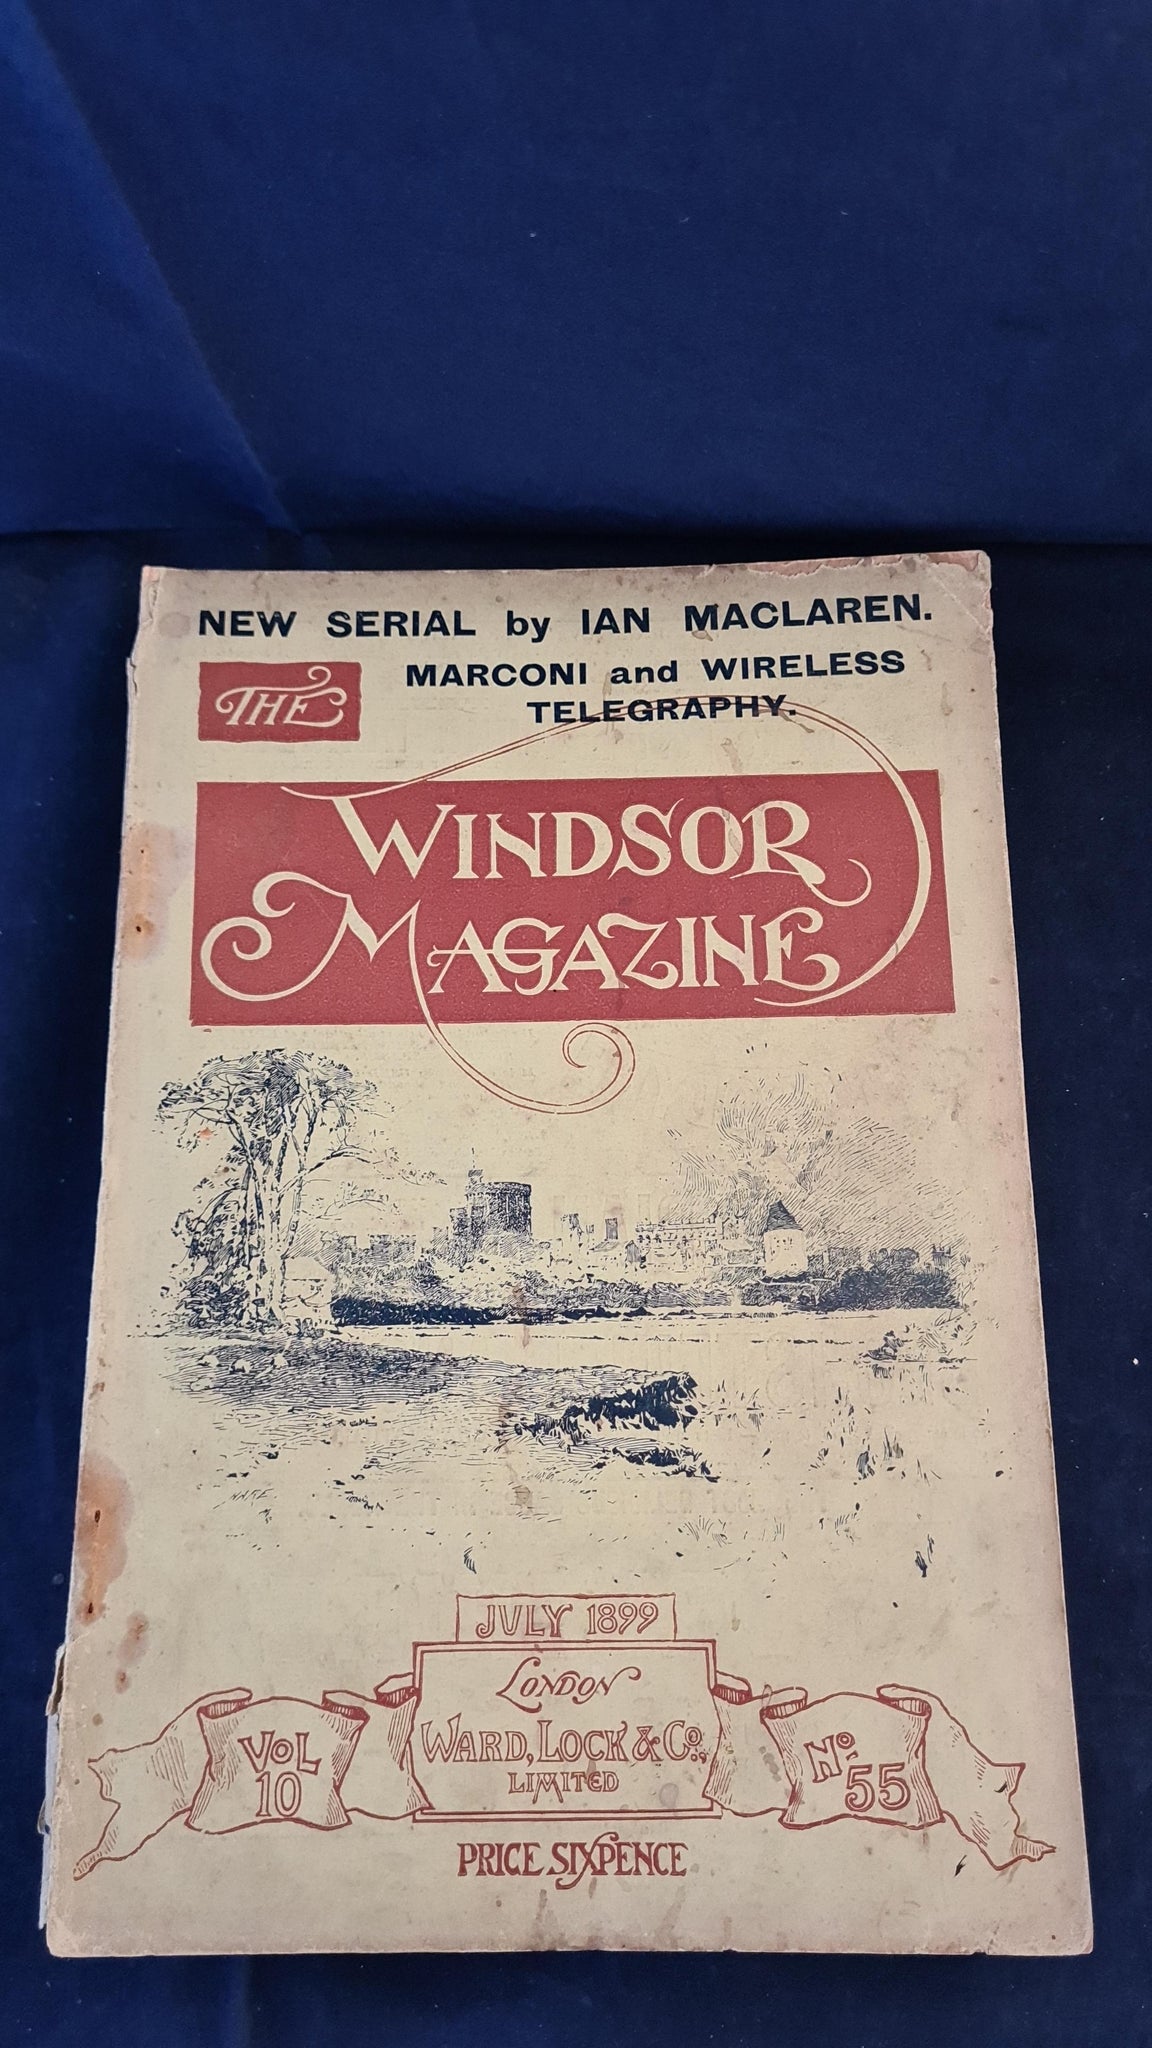 NEW SERIAL by IAN MACLAREN.
MARCONI and WIRELESS
TELEGRAPHY.
THE
WINDSOR
MAGAZINE
HARE
JULY 1899
LONDON
WARD, LOCK & Co.,
LIMITED
VOL
10
No.
55
PRICE SIXPENCE